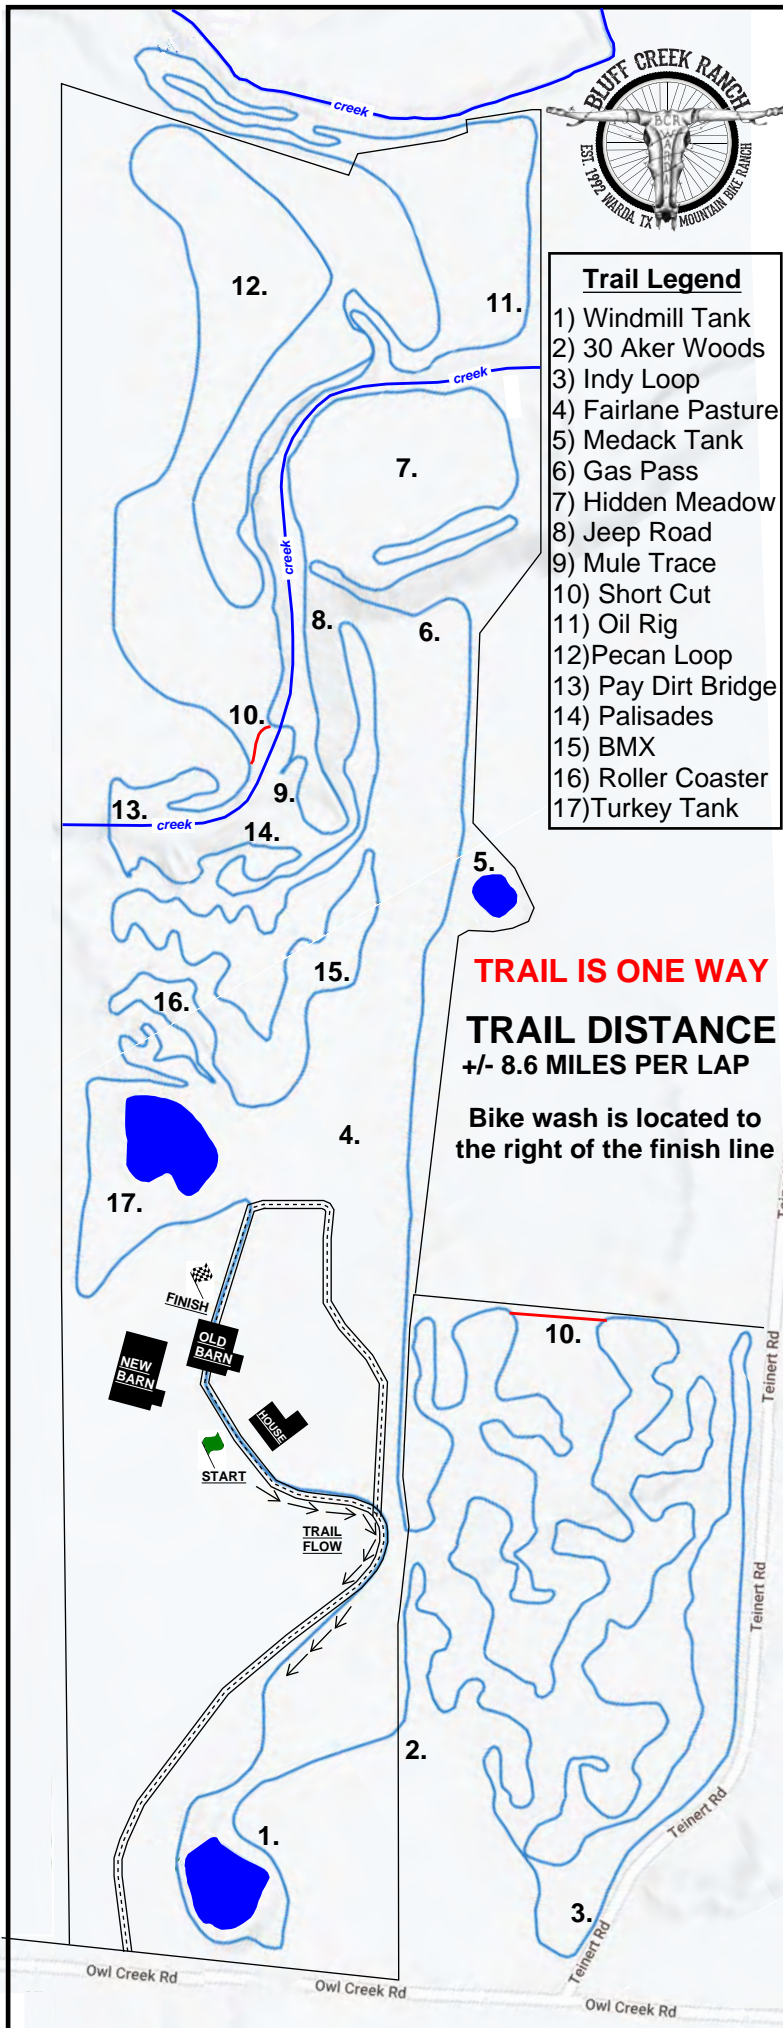 creek
BLUFF CREEK RANCH
BCR
EST. 1992 WARDA, TX MOUNTAIN BIKE RANCH
12.
11.
creek
Trail Legend
1) Windmill Tank
2) 30 Aker Woods
3) Indy Loop
4) Fairlane Pasture
5) Medack Tank
6) Gas Pass
7) Hidden Meadow
8) Jeep Road
9) Mule Trace
10) Short Cut
11) Oil Rig
12)Pecan Loop
13) Pay Dirt Bridge
14) Palisades
15) BMX
16) Roller Coaster
17)Turkey Tank
7.
creek
8.
6.
10.
9.
13.
creek
14.
5.
15.
16.
TRAIL IS ONE WAY
TRAIL DISTANCE
+/- 8.6 MILES PER LAP
Bike wash is located to
the right of the finish line
4.
17.
FINISH
OLD
BARN
NEW
BARN
HOUSE
START
TRAIL
FLOW
10.
Teinert Rd
Teinert Rd
2.
Teinert Rd
1.
3.
Teinert Rd
Owl Creek Rd
Owl Creek Rd
Owl Creek Rd